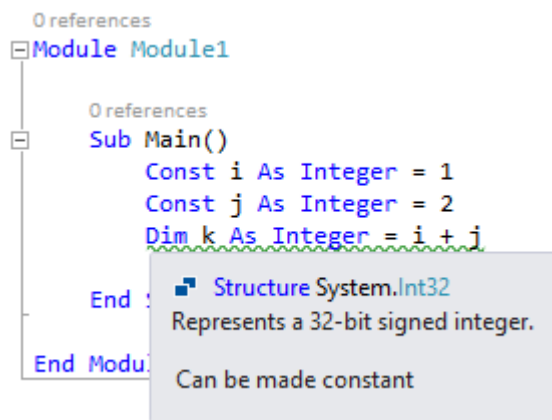 0 references
Module Module1
0 references
Sub Main()
Const i As Integer = 1
Const j As Integer = 2
Dim k As Integer = i + j
Structure System.Int32
Represents a 32-bit signed integer.
End
Can be made constant
End